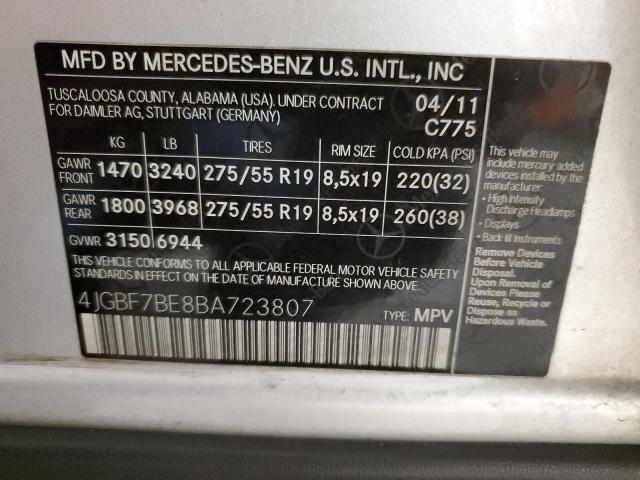 MFD BY MERCEDES-BENZ U.S. INTL., INC
TUSCALOOSA COUNTY, ALABAMA (USA). UNDER CONTRACT
FOR DAIMLER AG, STUTTGART (GERMANY)
04/11
C775
KG LB TIRES RIM SIZE COLD KPA (PSI)
GAWR
FRONT 1470 3240 275/55 R19 8,5x19 220(32)
GAWR
REAR 1800 3968 275/55 R19 8,5x19 260(38)
GVWR 3150 6944
THIS VEHICLE CONFORMS TO ALL APPLICABLE FEDERAL MOTOR VEHICLE SAFETY
STANDARDS IN EFFECT ON THE DATE OF MANUFACTURE SHOWN ABOVE.
4JGBF7BE8BA723807
TYPE: MPV
This vehicle may
include mercury-added
devices installed by the
manufacturer:
• High Intensity
Discharge Headlamps
• Displays
• Back-lit Instruments
Remove Devices
Before Vehicle
Disposal.
Upon Removal of
Devices Please
Reuse, Recycle or
Dispose as
Hazardous Waste.